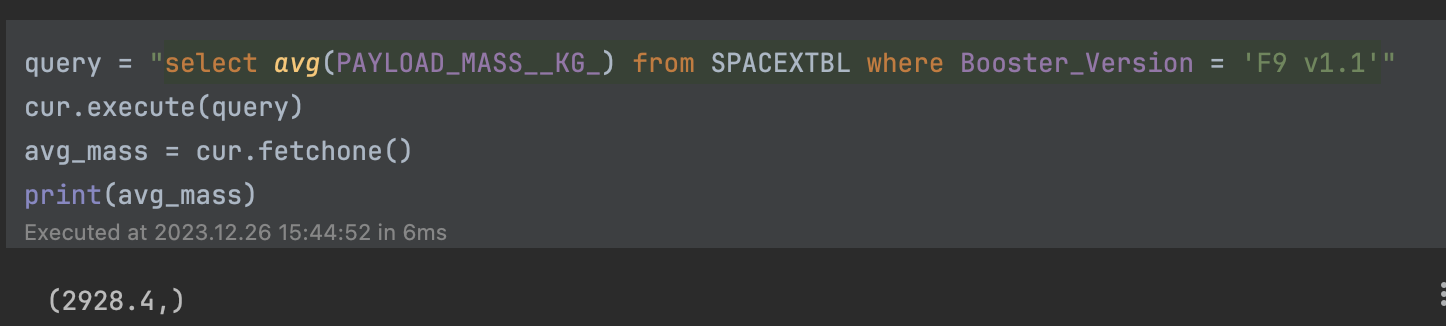 query = "select avg(PAYLOAD_MASS__KG_) from SPACEXTBL where Booster_Version = 'F9 v1.1'"
cur.execute(query)
avg_mass = cur.fetchone()
print(avg_mass)
Executed at 2023.12.26 15:44:52 in 6ms
(2928.4,)